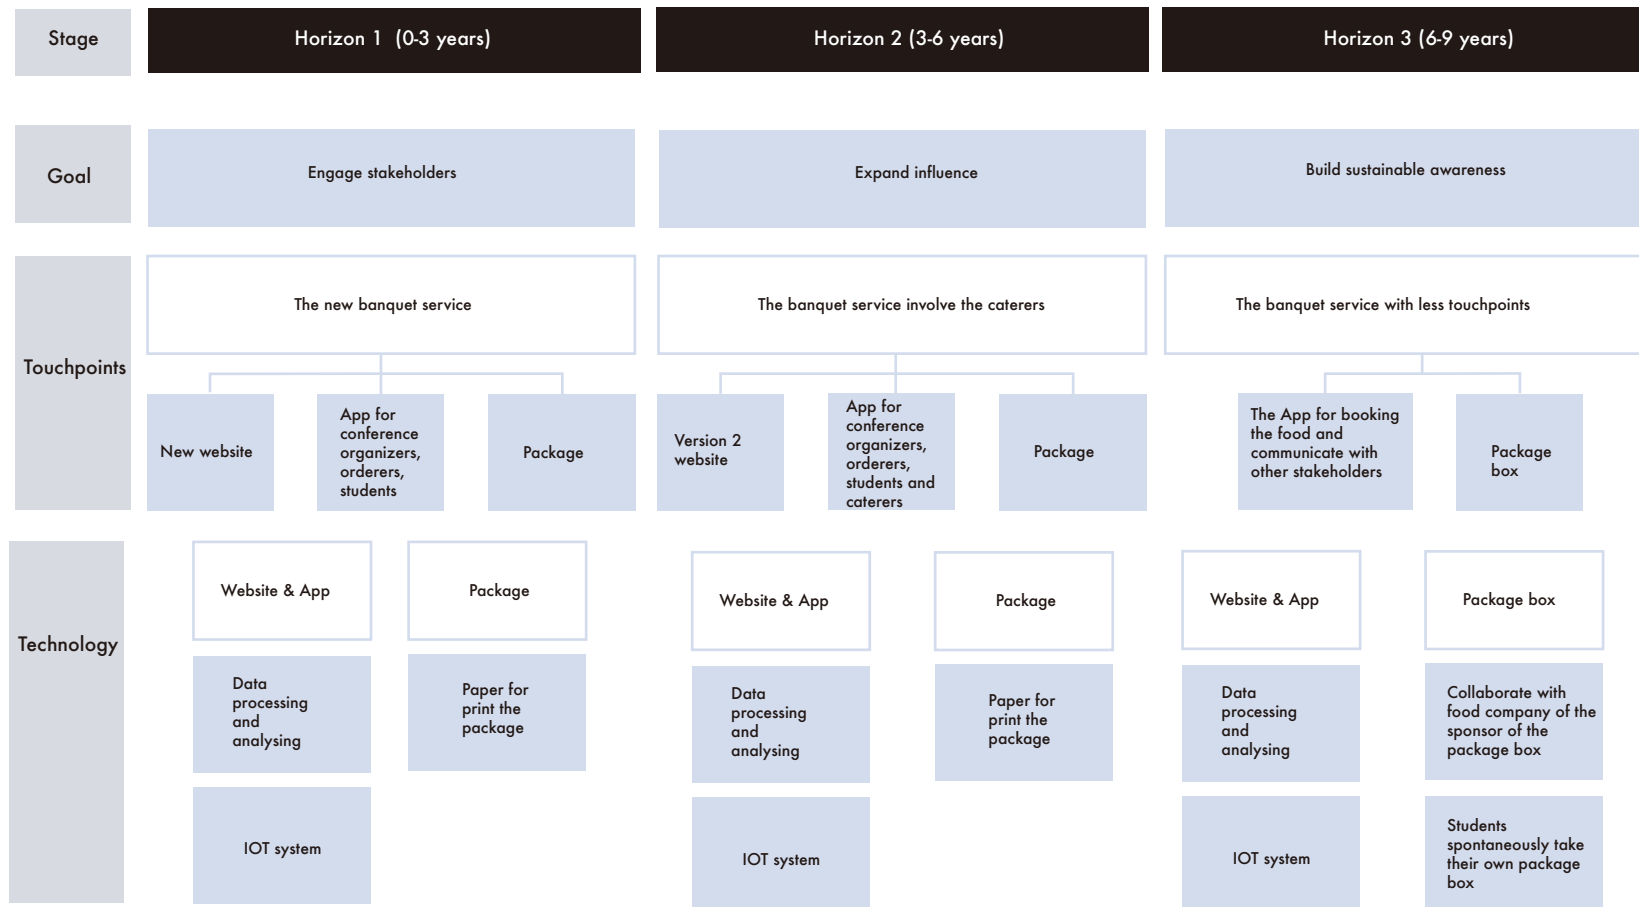 Stage
Horizon 1 (0-3 years)
Horizon 2 (3-6 years)
Horizon 3 (6-9 years)
Goal
Engage stakeholders
Expand influence
Build sustainable awareness
Touchpoints
The new banquet service
The banquet service involve the caterers
The banquet service with less touchpoints
New website
App for
conference
organizers,
orderers,
students
Package
Version 2
website
App for
conference
organizers,
orderers,
students and
caterers
Package
The App for booking
the food and
communicate with
other stakeholders
Package
box
Technology
Website & App
Package
Website & App
Package
Website & App
Package box
Data
processing
and
analysing
Paper for
print the
package
Data
processing
and
analysing
Paper for
print the
package
Data
processing
and
analysing
Collaborate with
food company of the
sponsor of the
package box
IOT system
IOT system
IOT system
Students
spontaneously take
their own package
box